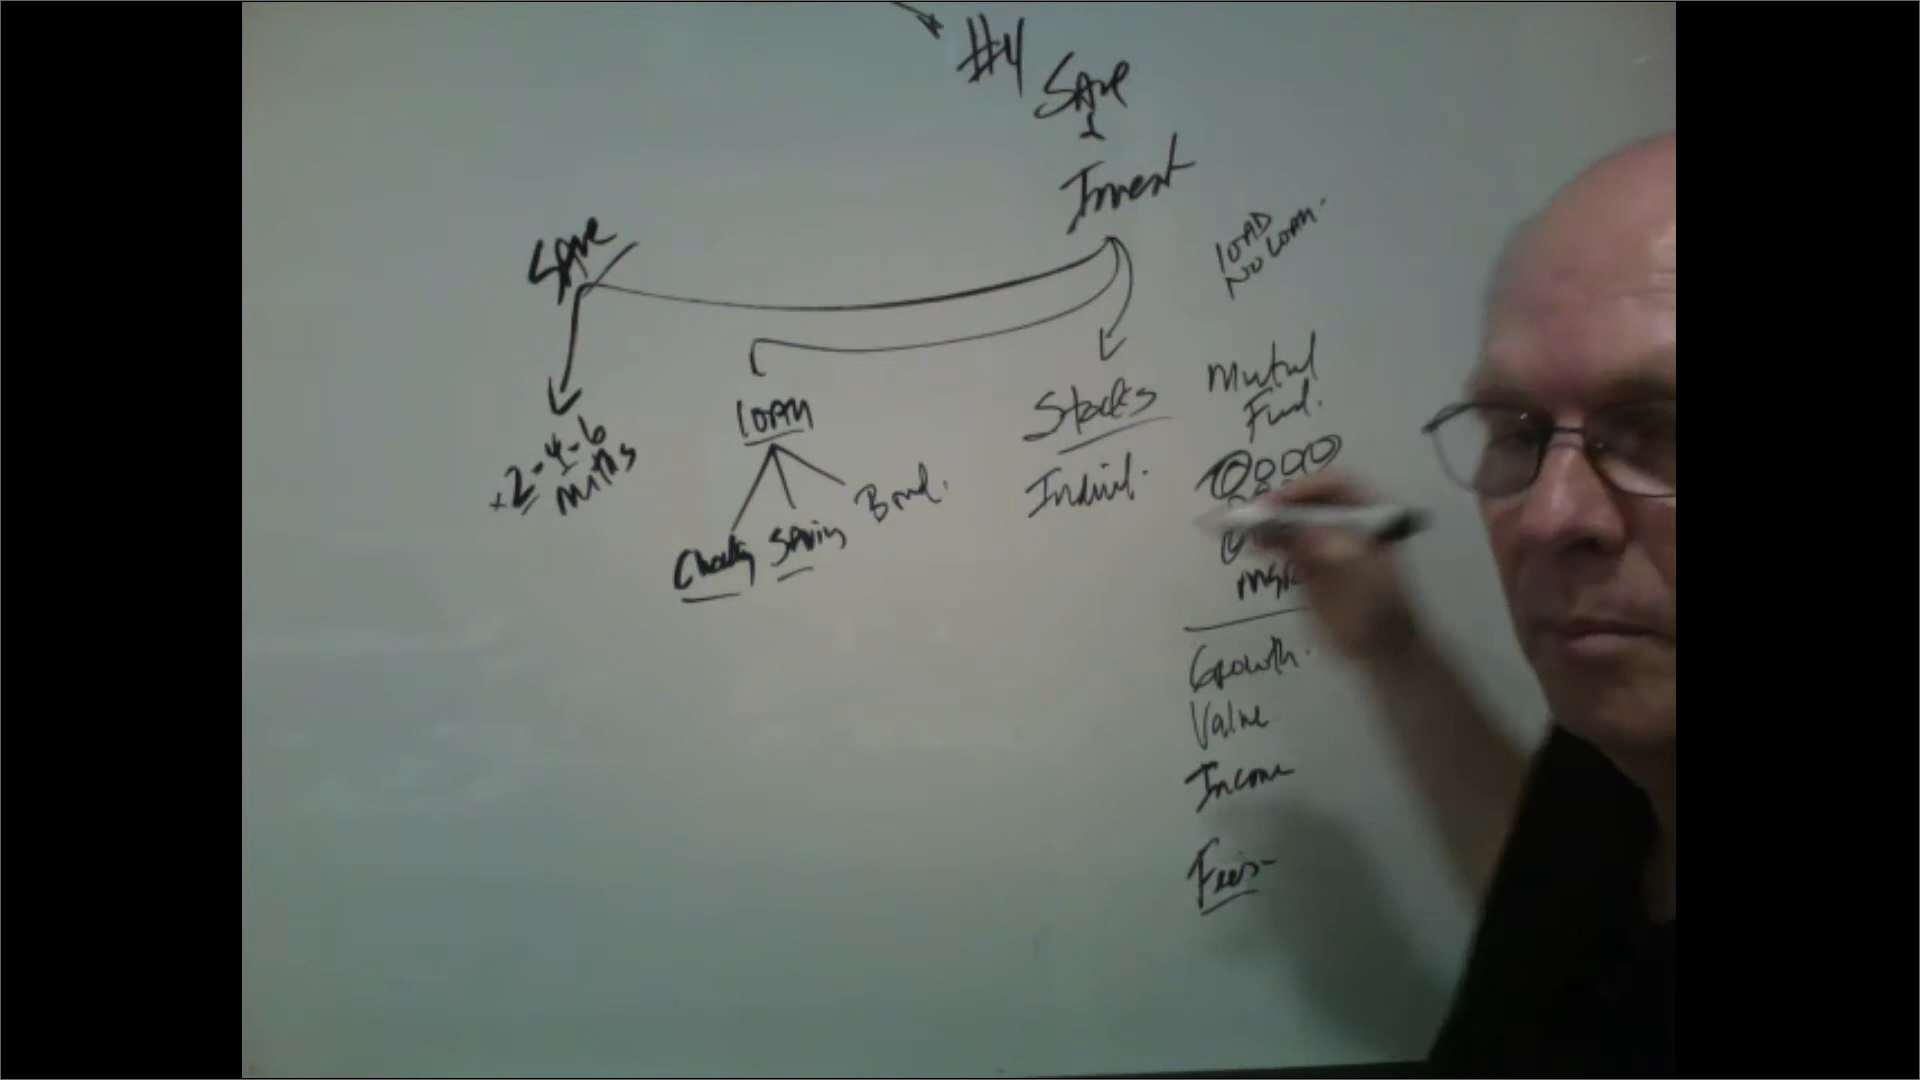 #4
SAVE
&
Invest
SAVE
LOAD
NO LOAD.
+2-4-6
mnths
LOAN
Checking Saving Bond.
Stocks
Individ.
Mutual
Fund.
Growth.
Value
Income
Fees-